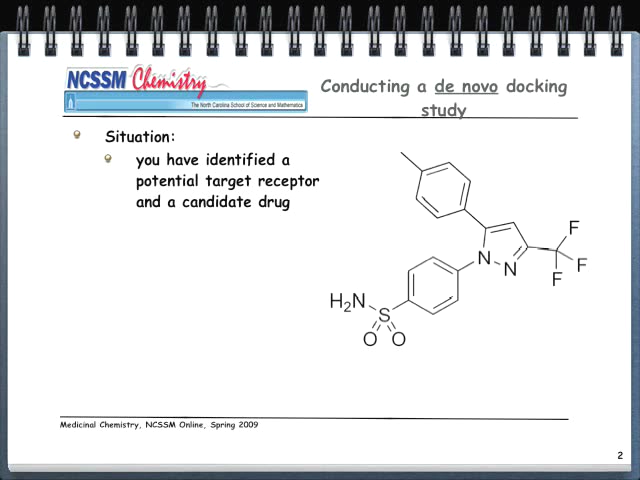 NCSSM Chemistry
The North Carolina School of Science and Mathematics
Conducting a de novo docking
study
Situation:
you have identified a
potential target receptor
and a candidate drug
F
F
F
N
N
H2N
S
O O
Medicinal Chemistry, NCSSM Online, Spring 2009
2